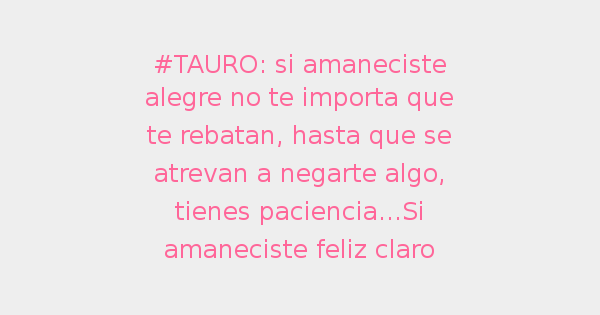 #TAURO: si amaneciste
alegre no te importa que
te rebatan, hasta que se
atrevan a negarte algo,
tienes paciencia...Si
amaneciste feliz claro